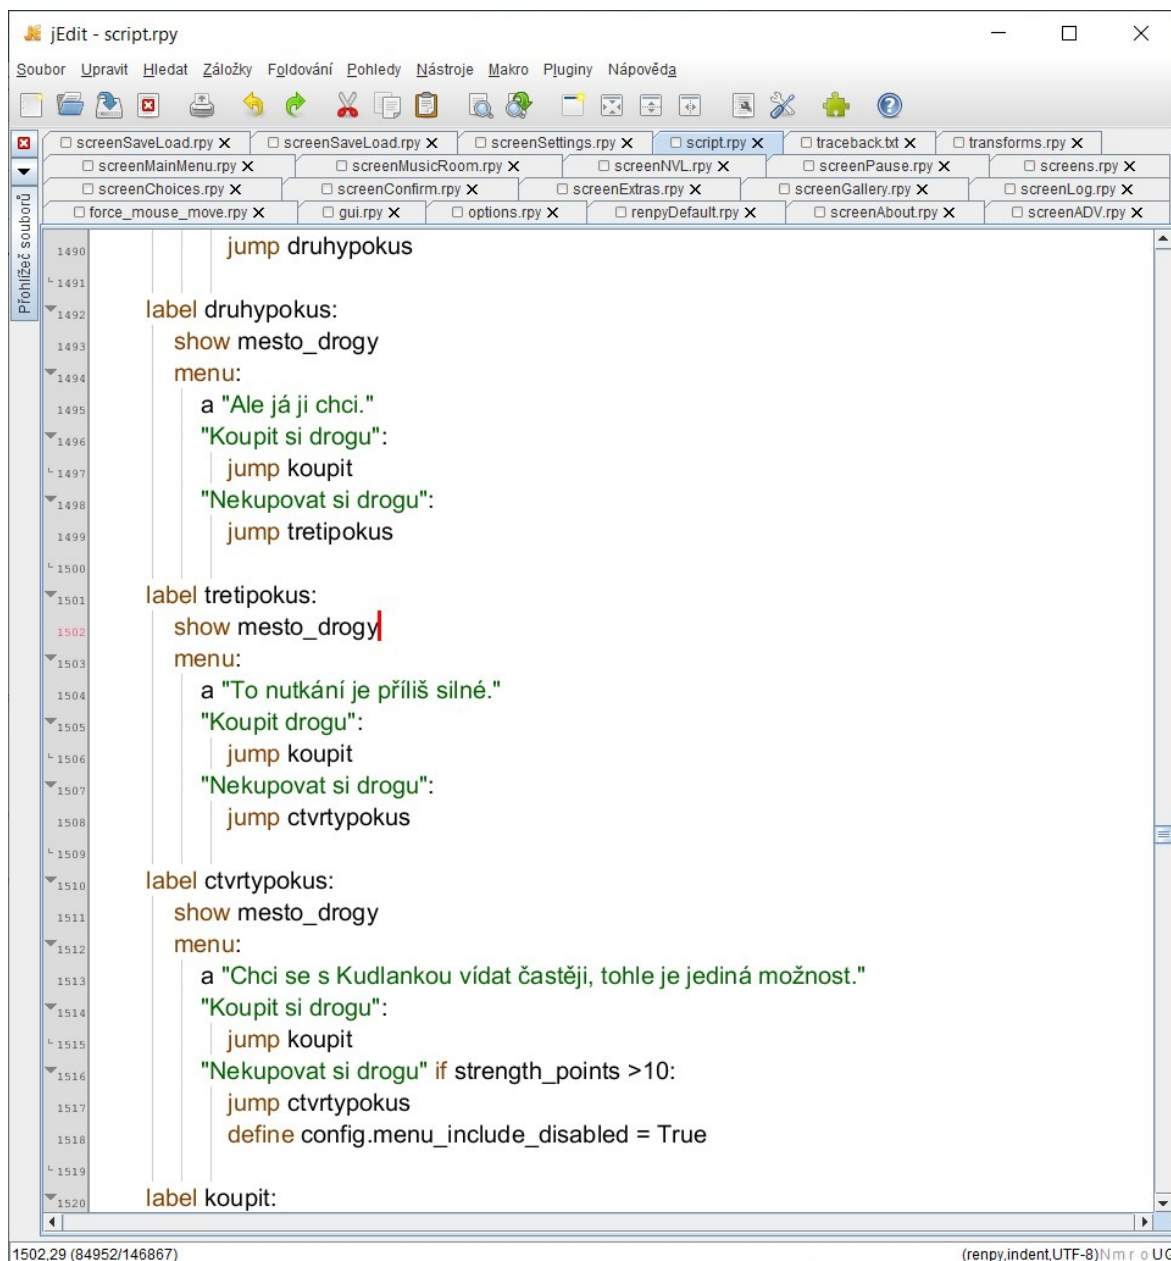 jEdit - script.rpy
Soubor Upravit Hledat Záložky Foldování Pohledy Nástroje Makro Pluginy Nápověda
screenSaveLoad.rpy screenSaveLoad.rpy screenSettings.rpy script.rpy traceback.txt transforms.rpy
screenMainMenu.rpy screenMusicRoom.rpy screenNVL.rpy screenPause.rpy screens.rpy
screenChoices.rpy screenConfirm.rpy screenExtras.rpy screenGallery.rpy screenLog.rpy
force_mouse_move.rpy gui.rpy options.rpy renpyDefault.rpy screenAbout.rpy screenADV.rpy
Přohlížeč souborů
1490 jump druhypokus
1491
1492 label druhypokus:
1493 show mesto_drogy
1494 menu:
1495 a "Ale já ji chci."
1496 "Koupit si drogu":
1497 jump koupit
1498 "Nekupovat si drogu":
1499 jump tretipokus
1500
1501 label tretipokus:
1502 show mesto_drogy
1503 menu:
1504 a "To nutkání je příliš silné."
1505 "Koupit drogu":
1506 jump koupit
1507 "Nekupovat si drogu":
1508 jump ctvrtypokus
1509
1510 label ctvrtypokus:
1511 show mesto_drogy
1512 menu:
1513 a "Chci se s Kudlankou vídat častěji, tohle je jediná možnost."
1514 "Koupit si drogu":
1515 jump koupit
1516 "Nekupovat si drogu" if strength_points >10:
1517 jump ctvrtypokus
1518 define config.menu_include_disabled = True
1519
1520 label koupit:
1502,29 (84952/146867) (renpy,indent,UTF-8) N m r o UG